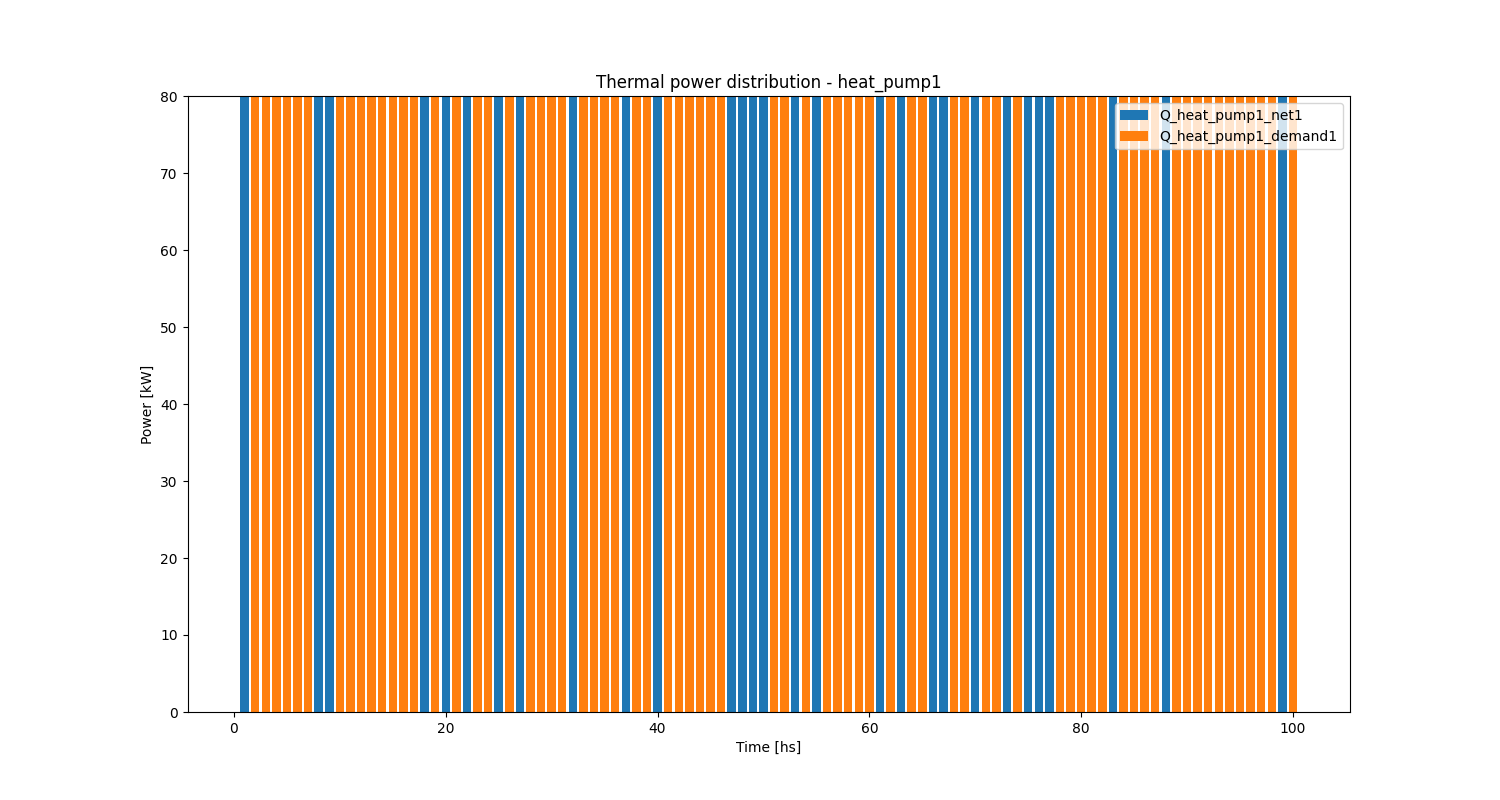 Thermal power distribution - heat_pump1
80
70
60
50
40
30
20
10
0
Power [kW]
Q_heat_pump1_net1
Q_heat_pump1_demand1
0 20 40 60 80 100
Time [hs]